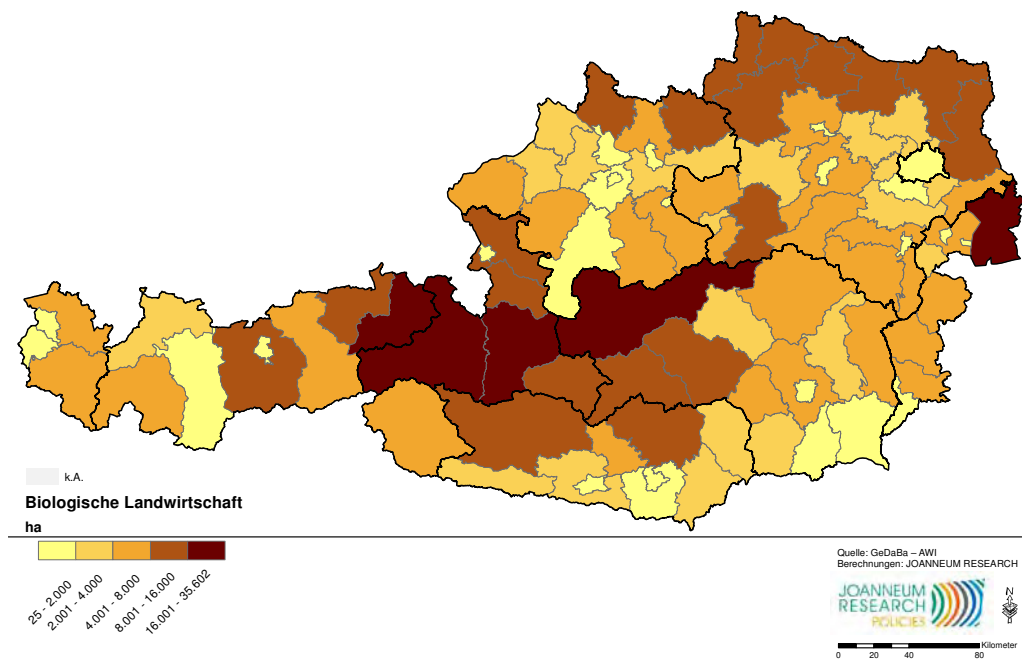 k.A.
Biologische Landwirtschaft
ha
25 - 2.000
2.001 - 4.000
4.001 - 8.000
8.001 - 16.000
16.001 - 35.602
Quelle: GeDaBa – AWI
Berechnungen: JOANNEUM RESEARCH
JOANNEUM
RESEARCH
POLICIES
N
Kilometer
0 20 40 80